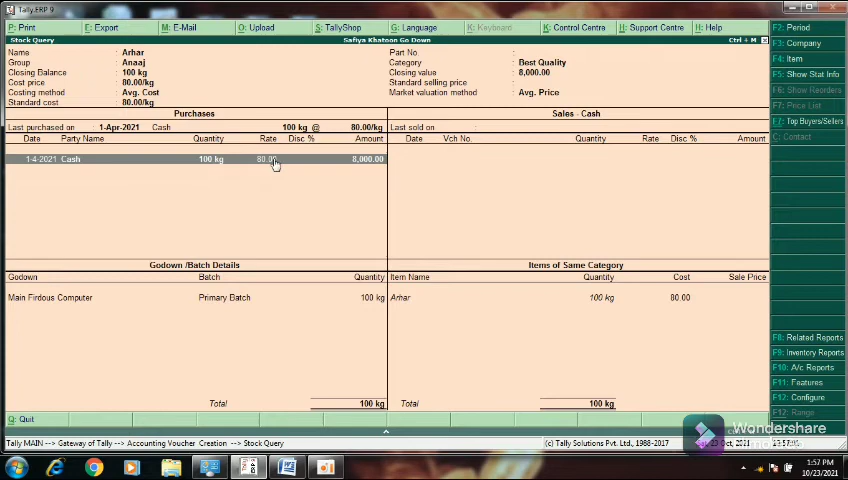 Tally.ERP 9
P: Print E: Export M: E-Mail O: Upload S: TallyShop G: Language K: Keyboard K: Control Centre H: Support Centre H: Help
Stock Query Safiya Khatoon Go Down Ctrl + M
Name : Arhar Part No. :
Group : Anaaj Category : Best Quality
Closing Balance : 100 kg Closing value : 8,000.00
Cost price : 80.00/kg Standard selling price :
Costing method : Avg. Cost Market valuation method : Avg. Price
Standard cost : 80.00/kg
Purchases Sales - Cash
Last purchased on : 1-Apr-2021 Cash 100 kg @ 80.00/kg Last sold on :
Date Party Name Quantity Rate Disc % Amount Date Vch No. Quantity Rate Disc % Amount
1-4-2021 Cash 100 kg 80.00 8,000.00
Godown /Batch Details Items of Same Category
Godown Batch Quantity Item Name Quantity Cost Sale Price
Main Firdous Computer Primary Batch 100 kg Arhar 100 kg 80.00
Total 100 kg Total 100 kg
Q: Quit
F2: Period
F3: Company
F4: Item
F5: Show Stat Info
F6: Show Reorders
F7: Price List
F7: Top Buyers/Sellers
C: Contact
F8: Related Reports
F9: Inventory Reports
F10: A/c Reports
F11: Features
F12: Configure
F12: Range
Tally MAIN --> Gateway of Tally --> Accounting Voucher Creation --> Stock Query (c) Tally Solutions Pvt. Ltd., 1988-2017 Sat, 23 Oct, 2021
Wondershare
1:57 PM
10/23/2021